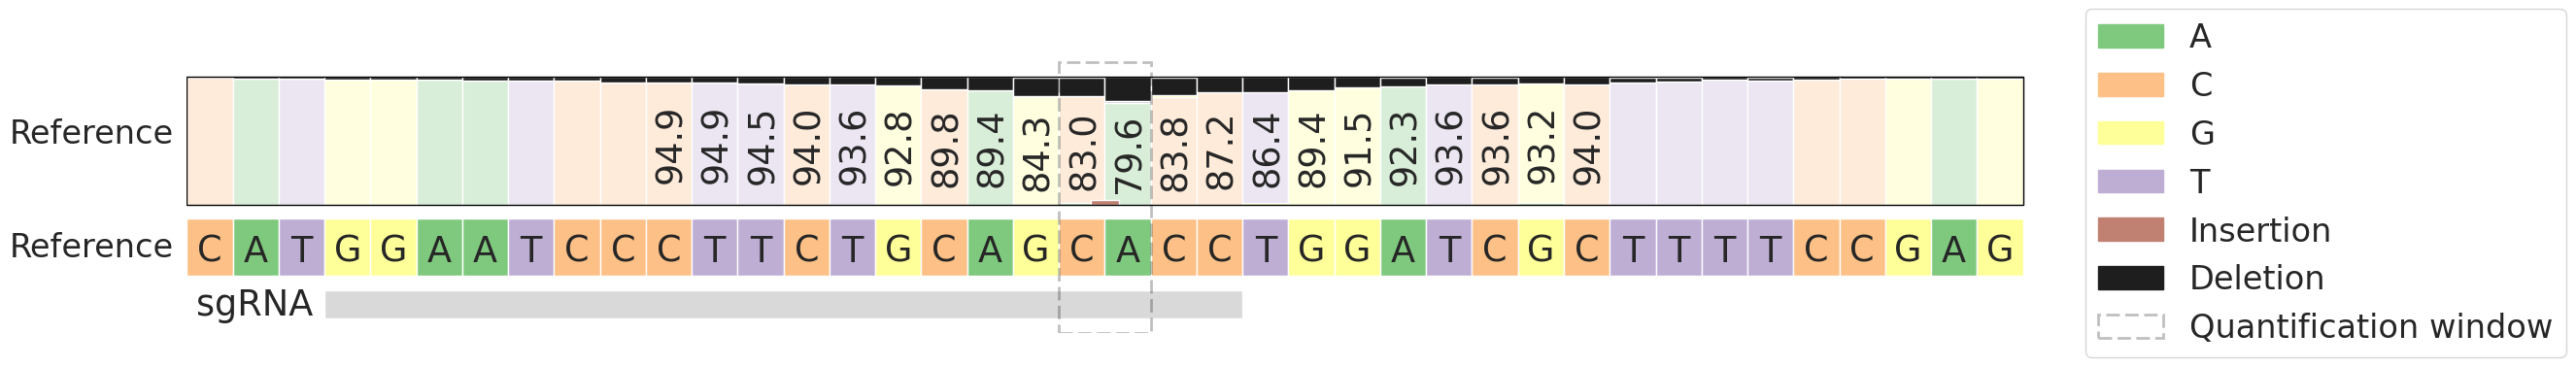 Reference 94.9 94.9 94.5 94.0 93.6 92.8 89.8 89.4 84.3 83.0 79.6 83.8 87.2 86.4 89.4 91.5 92.3 93.6 93.6 93.2 94.0
Reference C A T G G A A T C C C T T C T G C A G C A C C T G G A T C G C T T T T C C G A G
sgRNA
A
C
G
T
Insertion
Deletion
Quantification window